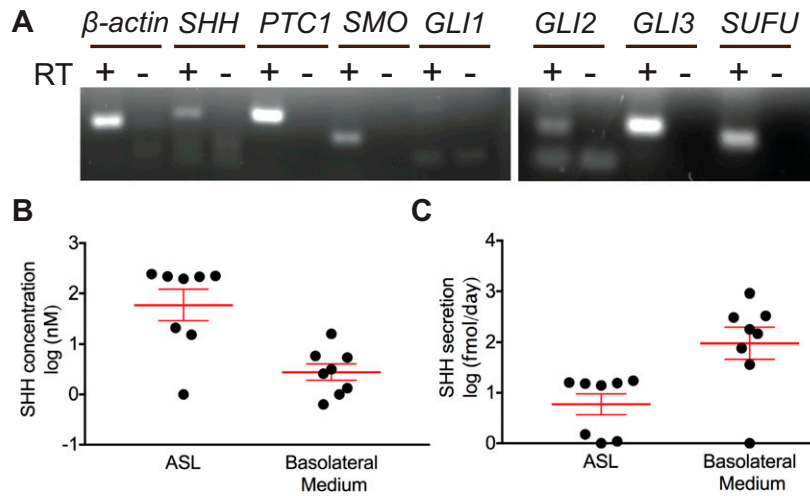 A
β-actin SHH PTC1 SMO GLI1 GLI2 GLI3 SUFU
RT + - + - + - + - + - + - + - + -
B
SHH concentration
log (nM)
3
2
1
0
-1
ASL
Basolateral
Medium
C
SHH secretion
log (fmol/day)
4
3
2
1
0
ASL
Basolateral
Medium